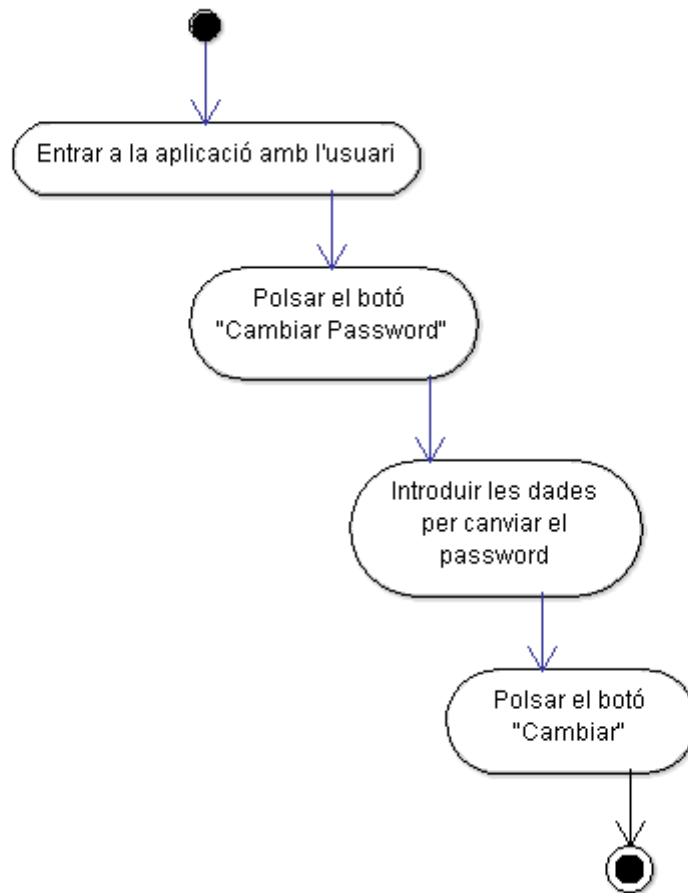 Entrar a la aplicació amb l'usuari
Polsar el botó
"Cambiar Password"
Introduir les dades
per canviar el
password
Polsar el botó
"Cambiar"